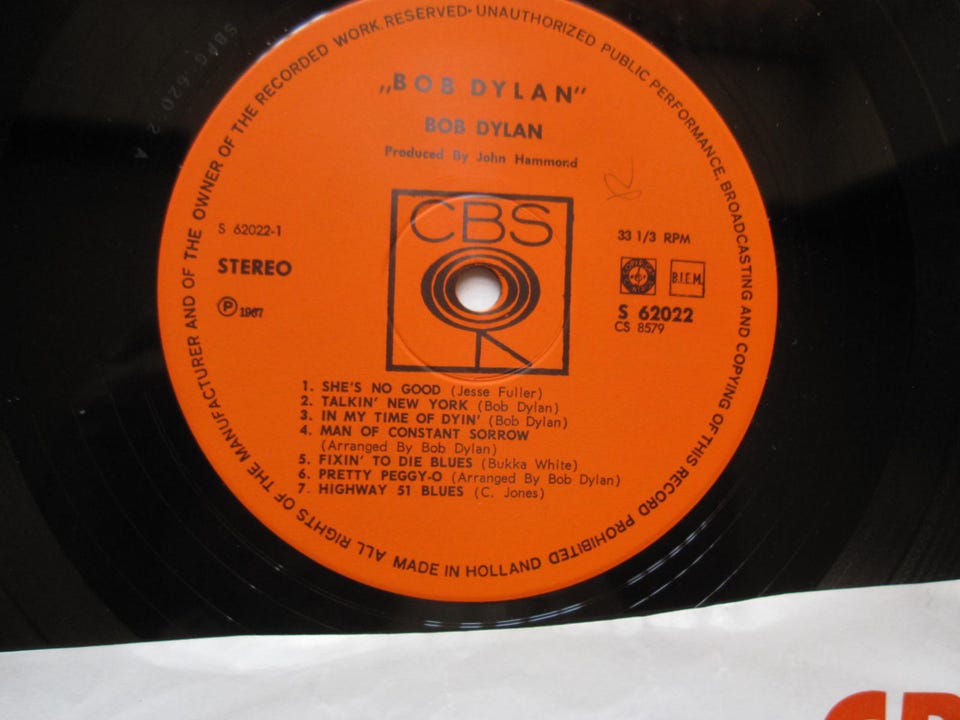 ALL RIGHTS OF THE MANUFACTURER AND OF THE OWNER OF THE RECORDED WORK RESERVED • UNAUTHORIZED PUBLIC PERFORMANCE, BROADCASTING AND COPYING OF THIS RECORD PROHIBITED
„BOB DYLAN”
BOB DYLAN
Produced By John Hammond
CBS
S 62022-1
33 1/3 RPM
STEREO
B.I.E.M.
Ⓟ 1967
S 62022
CS 8579
1. SHE'S NO GOOD (Jesse Fuller)
2. TALKIN' NEW YORK (Bob Dylan)
3. IN MY TIME OF DYIN' (Bob Dylan)
4. MAN OF CONSTANT SORROW
(Arranged By Bob Dylan)
5. FIXIN' TO DIE BLUES (Bukka White)
6. PRETTY PEGGY-O (Arranged By Bob Dylan)
7. HIGHWAY 51 BLUES (C. Jones)
MADE IN HOLLAND